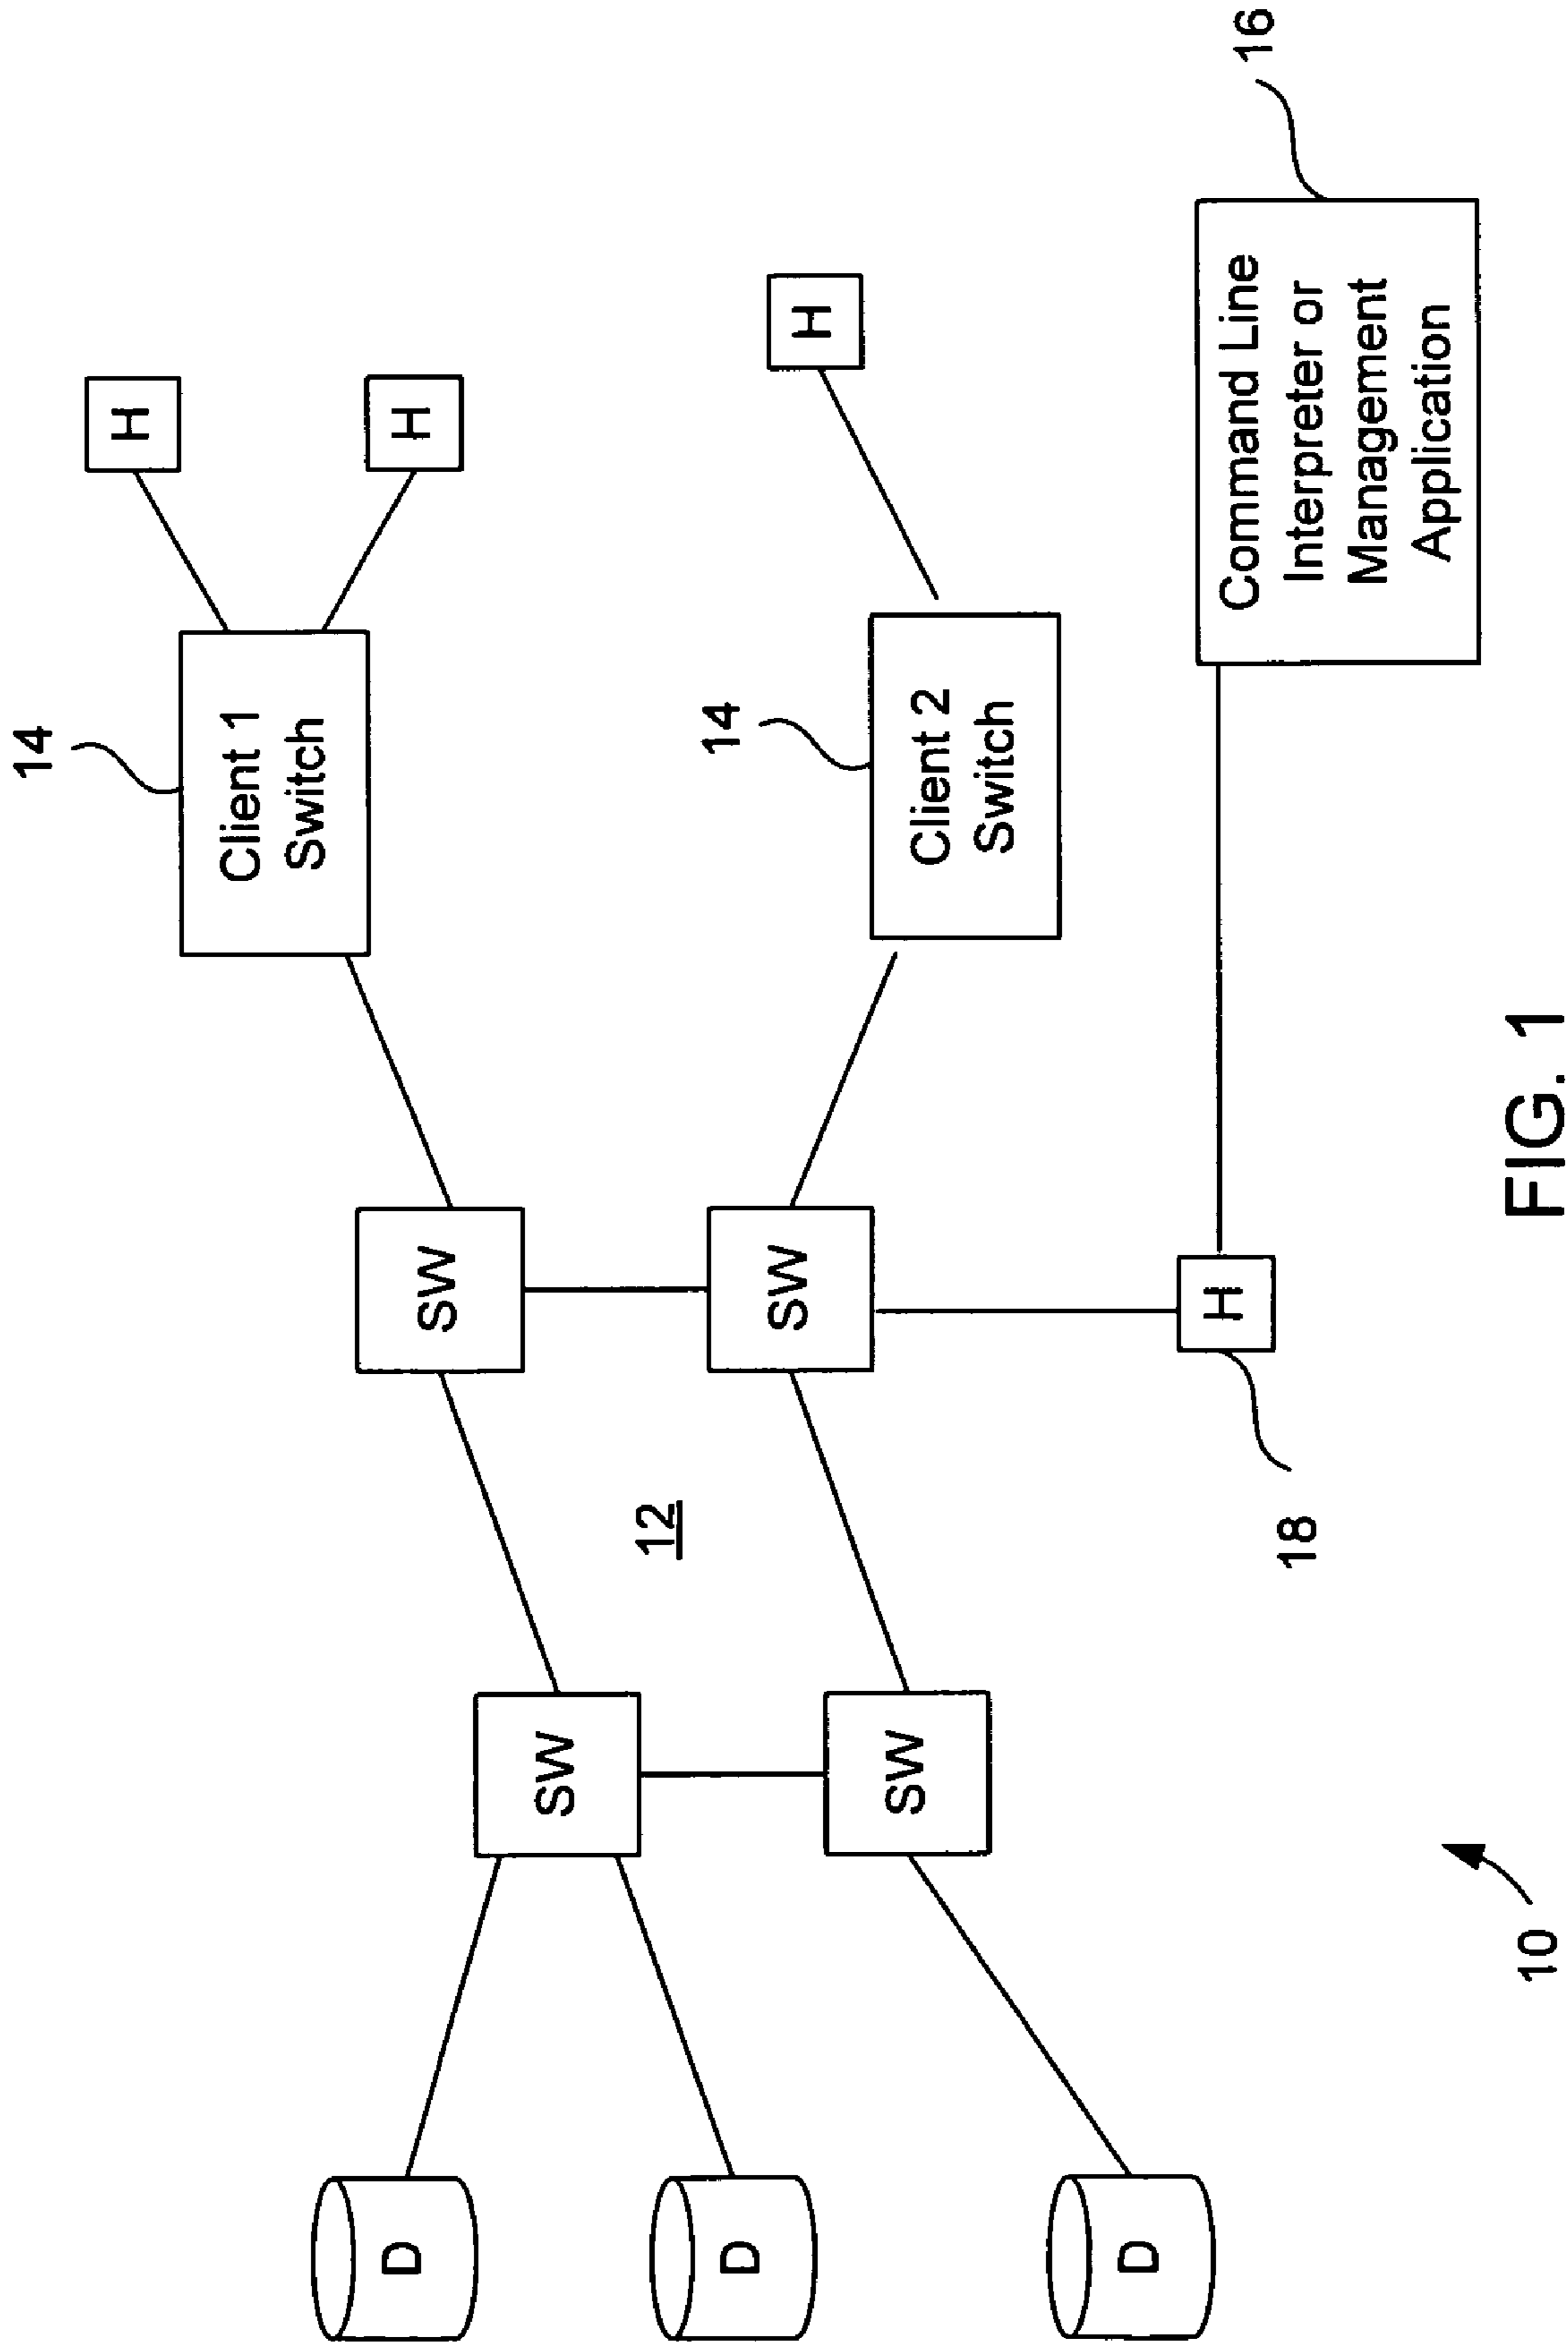 14
H
Client 1
Switch
D
H
SW
SW
12
14
D
SW
H
SW
Client 2
Switch
D
H
16
Command Line
Interpreter or
Management
Application
18
10
FIG. 1